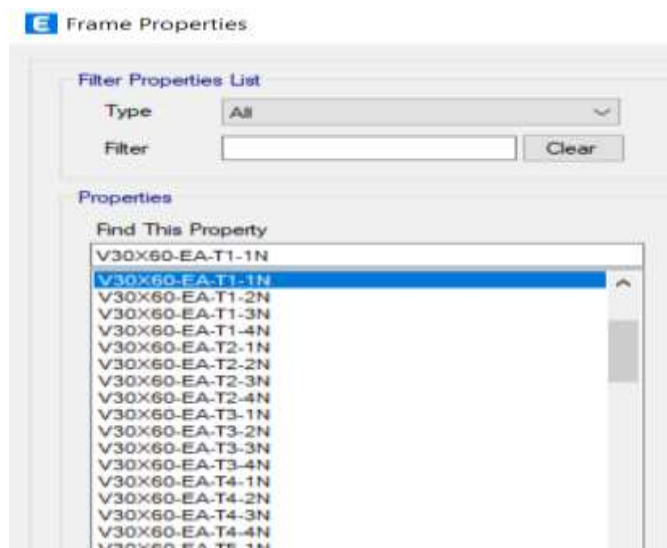 E Frame Properties
Filter Properties List
Type All
Filter Clear
Properties
Find This Property
V30X60-EA-T1-1N
V30X60-EA-T1-1N
V30X60-EA-T1-2N
V30X60-EA-T1-3N
V30X60-EA-T1-4N
V30X60-EA-T2-1N
V30X60-EA-T2-2N
V30X60-EA-T2-3N
V30X60-EA-T2-4N
V30X60-EA-T3-1N
V30X60-EA-T3-2N
V30X60-EA-T3-3N
V30X60-EA-T3-4N
V30X60-EA-T4-1N
V30X60-EA-T4-2N
V30X60-EA-T4-3N
V30X60-EA-T4-4N
V30X60-EA-T5-1N